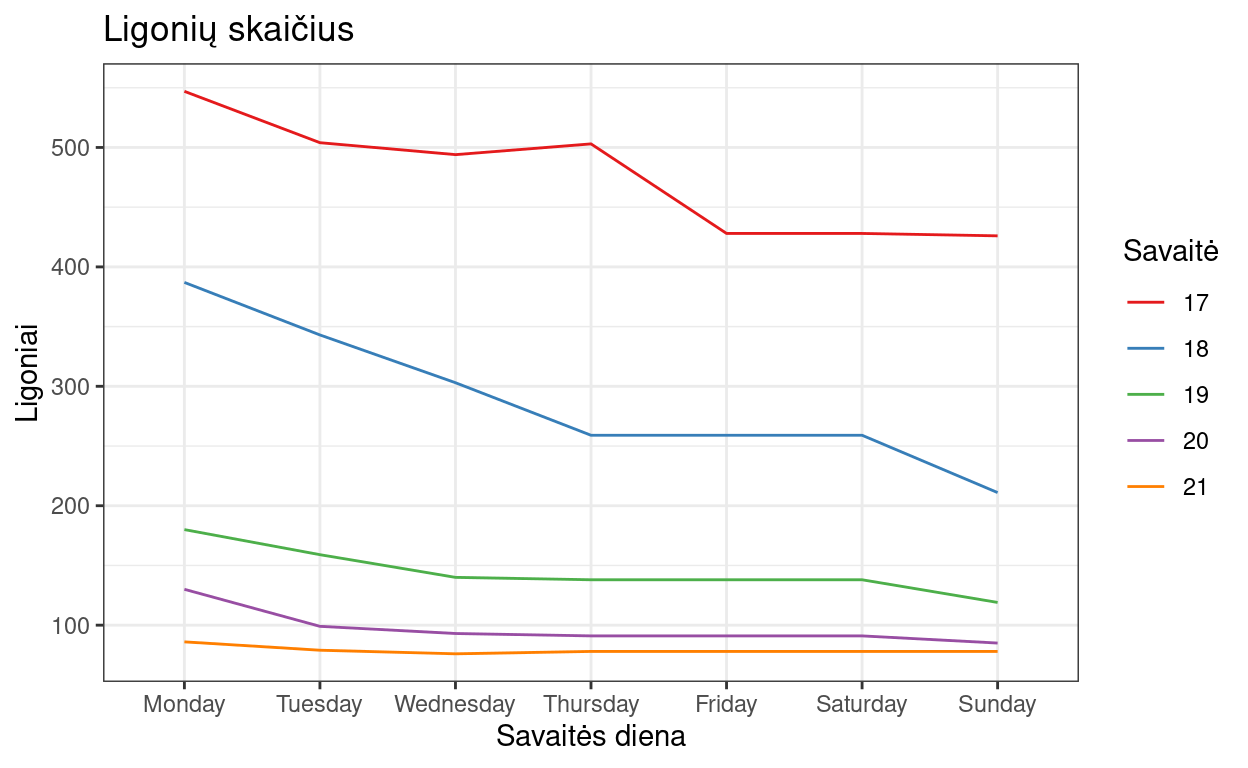 Ligonių skaičius
Ligoniai
500
400
300
200
100
Monday Tuesday Wednesday Thursday Friday Saturday Sunday
Savaitės diena
Savaitė
17
18
19
20
21